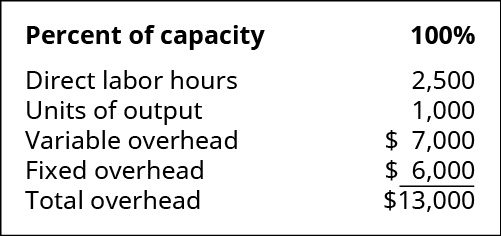 Percent of capacity 100%
Direct labor hours 2,500
Units of output 1,000
Variable overhead $ 7,000
Fixed overhead $ 6,000
Total overhead $13,000